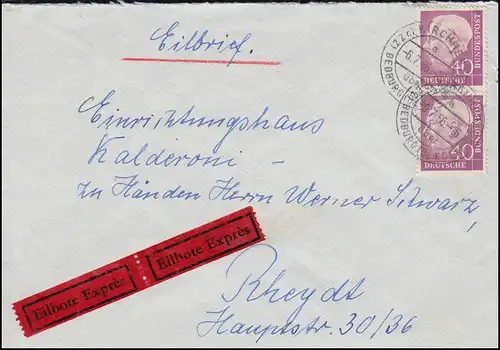 Eilbrief.
Einrichtungshaus
Kalderoni -
zu Händen Herrn Werner Schwarz,
Rheydt
Hauptstr. 30/36
Eilbote Exprès
Eilbote Exprès
40
DEUTSCHE
BUNDESPOST
40
DEUTSCHE
BUNDESPOST